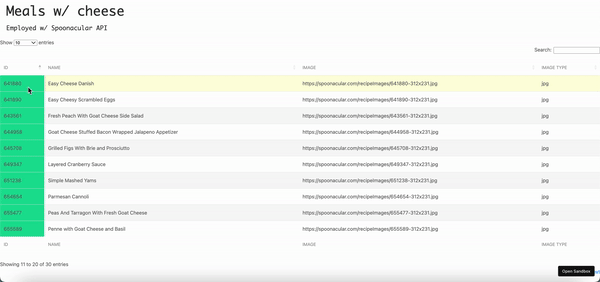 Meals w/ cheese
Employed w/ Spoonacular API
Show 10 entries
Search:
ID NAME IMAGE IMAGE TYPE
641880 Easy Cheese Danish https://spoonacular.com/recipeImages/641880-312x231.jpg jpg
641890 Easy Cheesy Scrambled Eggs https://spoonacular.com/recipeImages/641890-312x231.jpg jpg
643581 Fresh Peach With Goat Cheese Side Salad https://spoonacular.com/recipeImages/643581-312x231.jpg jpg
644958 Goat Cheese Stuffed Bacon Wrapped Jalapeno Appetizer https://spoonacular.com/recipeImages/644958-312x231.jpg jpg
645708 Grilled Figs With Brie and Prosciutto https://spoonacular.com/recipeImages/645708-312x231.jpg jpg
649347 Layered Cranberry Sauce https://spoonacular.com/recipeImages/649347-312x231.jpg jpg
651238 Simple Mashed Yams https://spoonacular.com/recipeImages/651238-312x231.jpg jpg
654654 Parmesan Cannoli https://spoonacular.com/recipeImages/654654-312x231.jpg jpg
655477 Peas And Tarragon With Fresh Goat Cheese https://spoonacular.com/recipeImages/655477-312x231.jpg jpg
655589 Penne with Goat Cheese and Basil https://spoonacular.com/recipeImages/655589-312x231.jpg jpg
ID NAME IMAGE IMAGE TYPE
Showing 11 to 20 of 30 entries
Open Sandbox